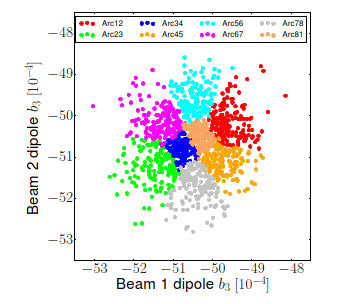 −48
Arc12 Arc34 Arc56 Arc78
Arc23 Arc45 Arc67 Arc81
−49
−50
−51
−52
−53
Beam 2 dipole b₃ [10⁻⁴]
−53 −52 −51 −50 −49 −48
Beam 1 dipole b₃ [10⁻⁴]